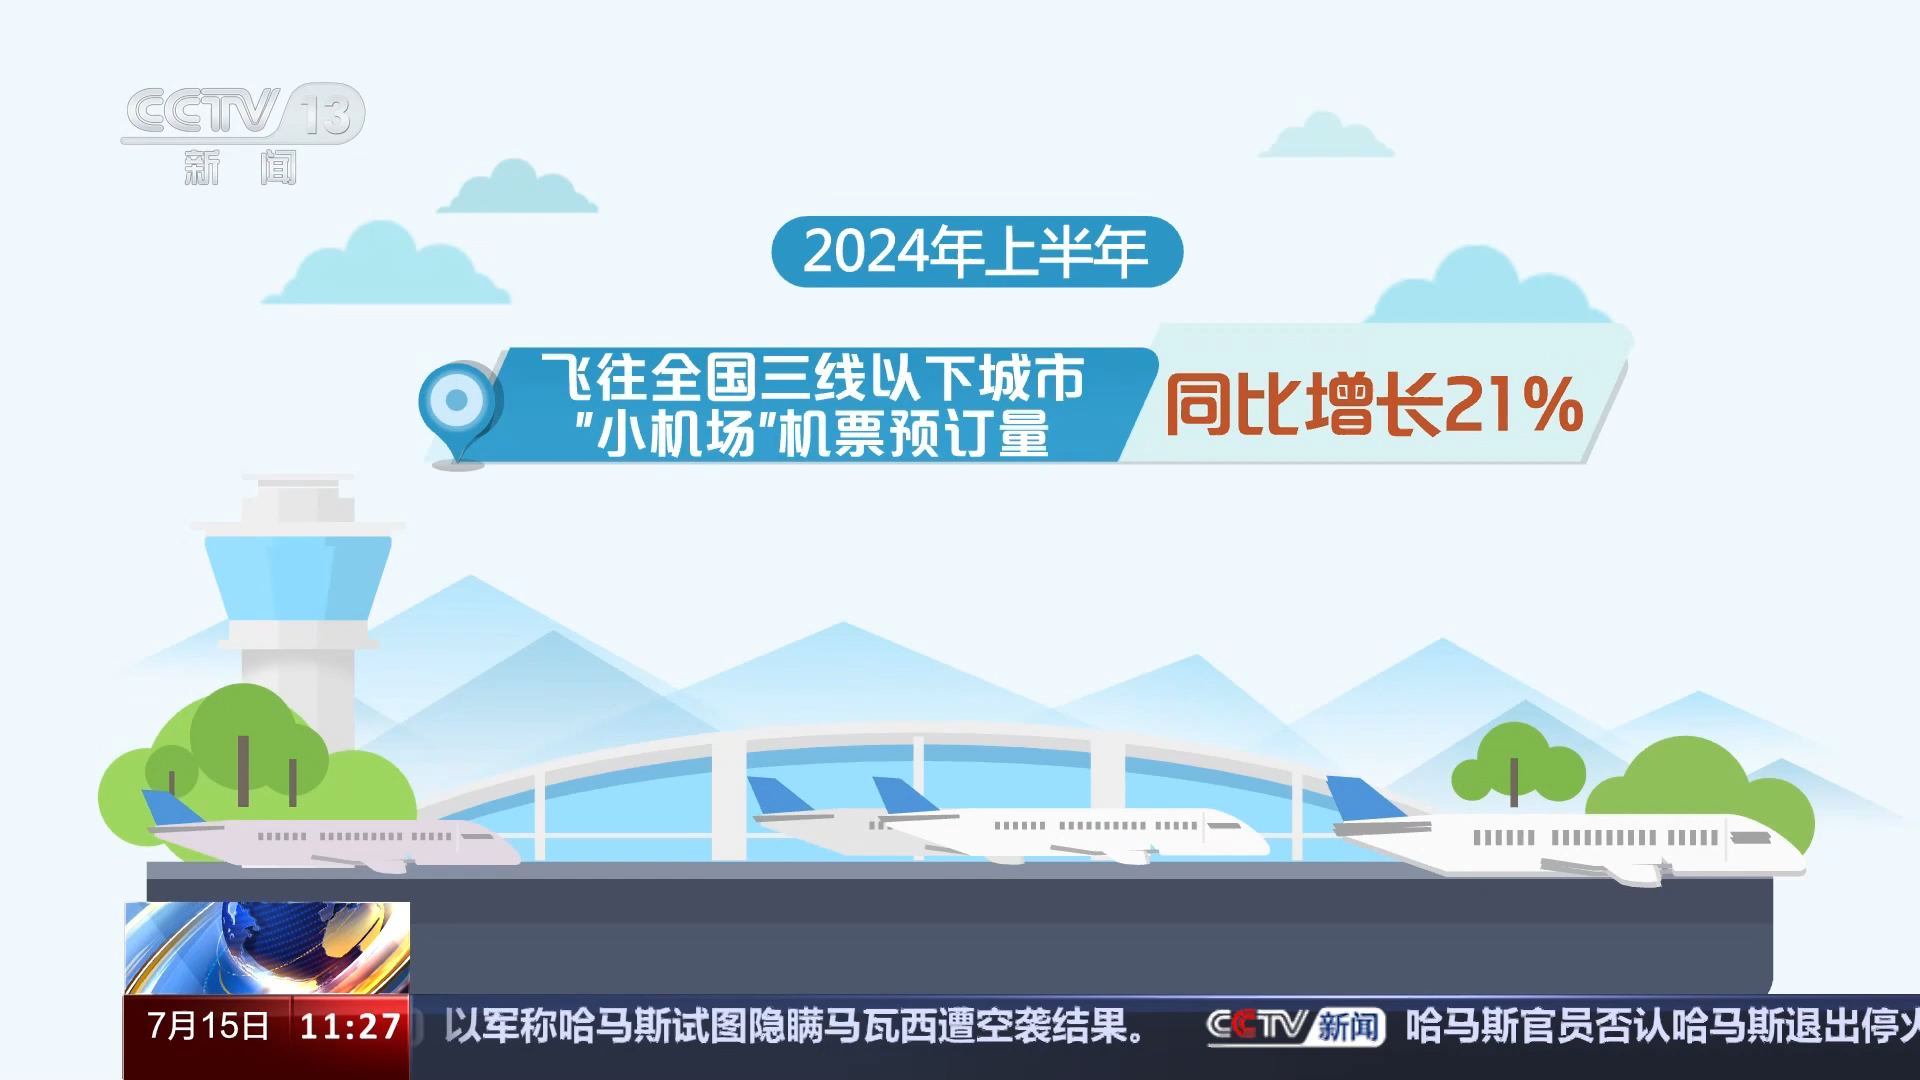 CCTV 13
新闻
2024年上半年
飞往全国三线以下城市
"小机场"机票预订量
同比增长21%
7月15日 11:27
以军称哈马斯试图隐瞒马瓦西遭空袭结果。 CCTV新闻 哈马斯官员否认哈马斯退出停火